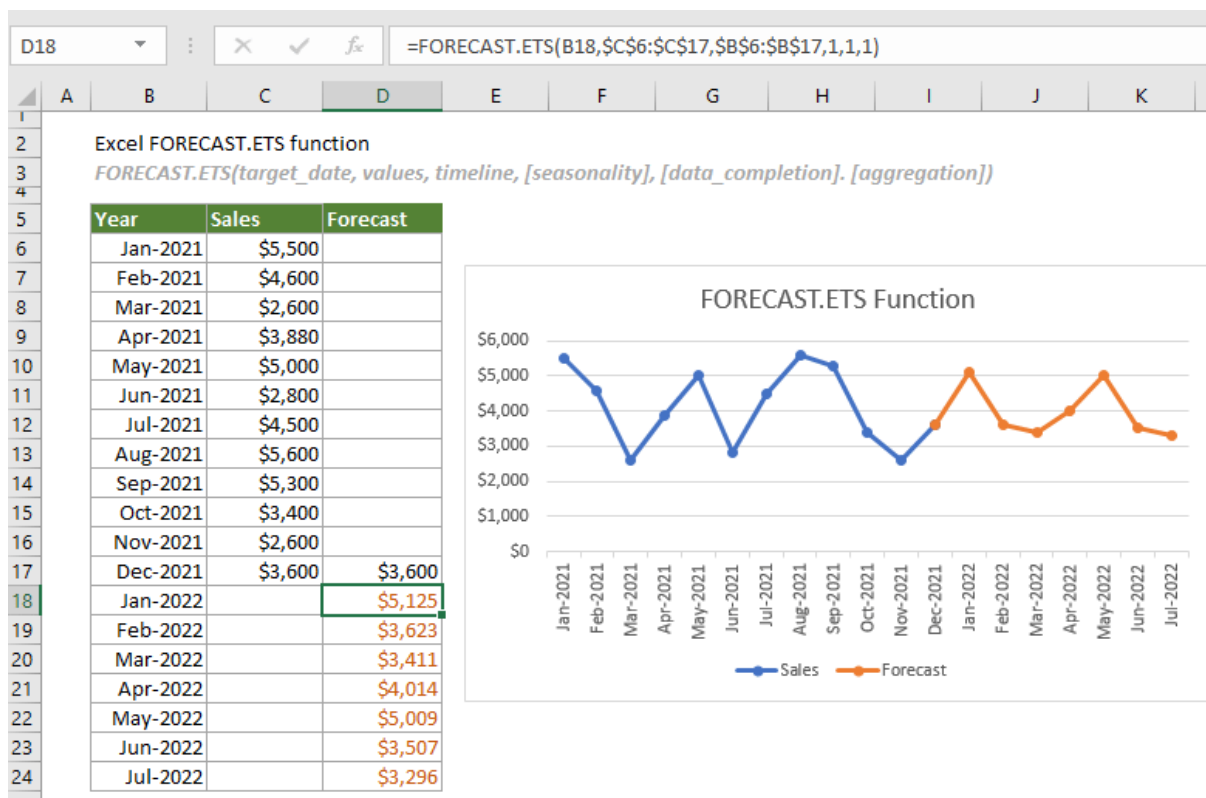 D18 fx =FORECAST.ETS(B18,$C$6:$C$17,$B$6:$B$17,1,1,1)
A B C D E F G H I J K
1
2 Excel FORECAST.ETS function
3 FORECAST.ETS(target_date, values, timeline, [seasonality], [data_completion]. [aggregation])
4
5 Year Sales Forecast
6 Jan-2021 $5,500
7 Feb-2021 $4,600
8 Mar-2021 $2,600
9 Apr-2021 $3,880
10 May-2021 $5,000
11 Jun-2021 $2,800
12 Jul-2021 $4,500
13 Aug-2021 $5,600
14 Sep-2021 $5,300
15 Oct-2021 $3,400
16 Nov-2021 $2,600
17 Dec-2021 $3,600 $3,600
18 Jan-2022 $5,125
19 Feb-2022 $3,623
20 Mar-2022 $3,411
21 Apr-2022 $4,014
22 May-2022 $5,009
23 Jun-2022 $3,507
24 Jul-2022 $3,296
FORECAST.ETS Function
$6,000
$5,000
$4,000
$3,000
$2,000
$1,000
$0
Jan-2021
Feb-2021
Mar-2021
Apr-2021
May-2021
Jun-2021
Jul-2021
Aug-2021
Sep-2021
Oct-2021
Nov-2021
Dec-2021
Jan-2022
Feb-2022
Mar-2022
Apr-2022
May-2022
Jun-2022
Jul-2022
Sales Forecast